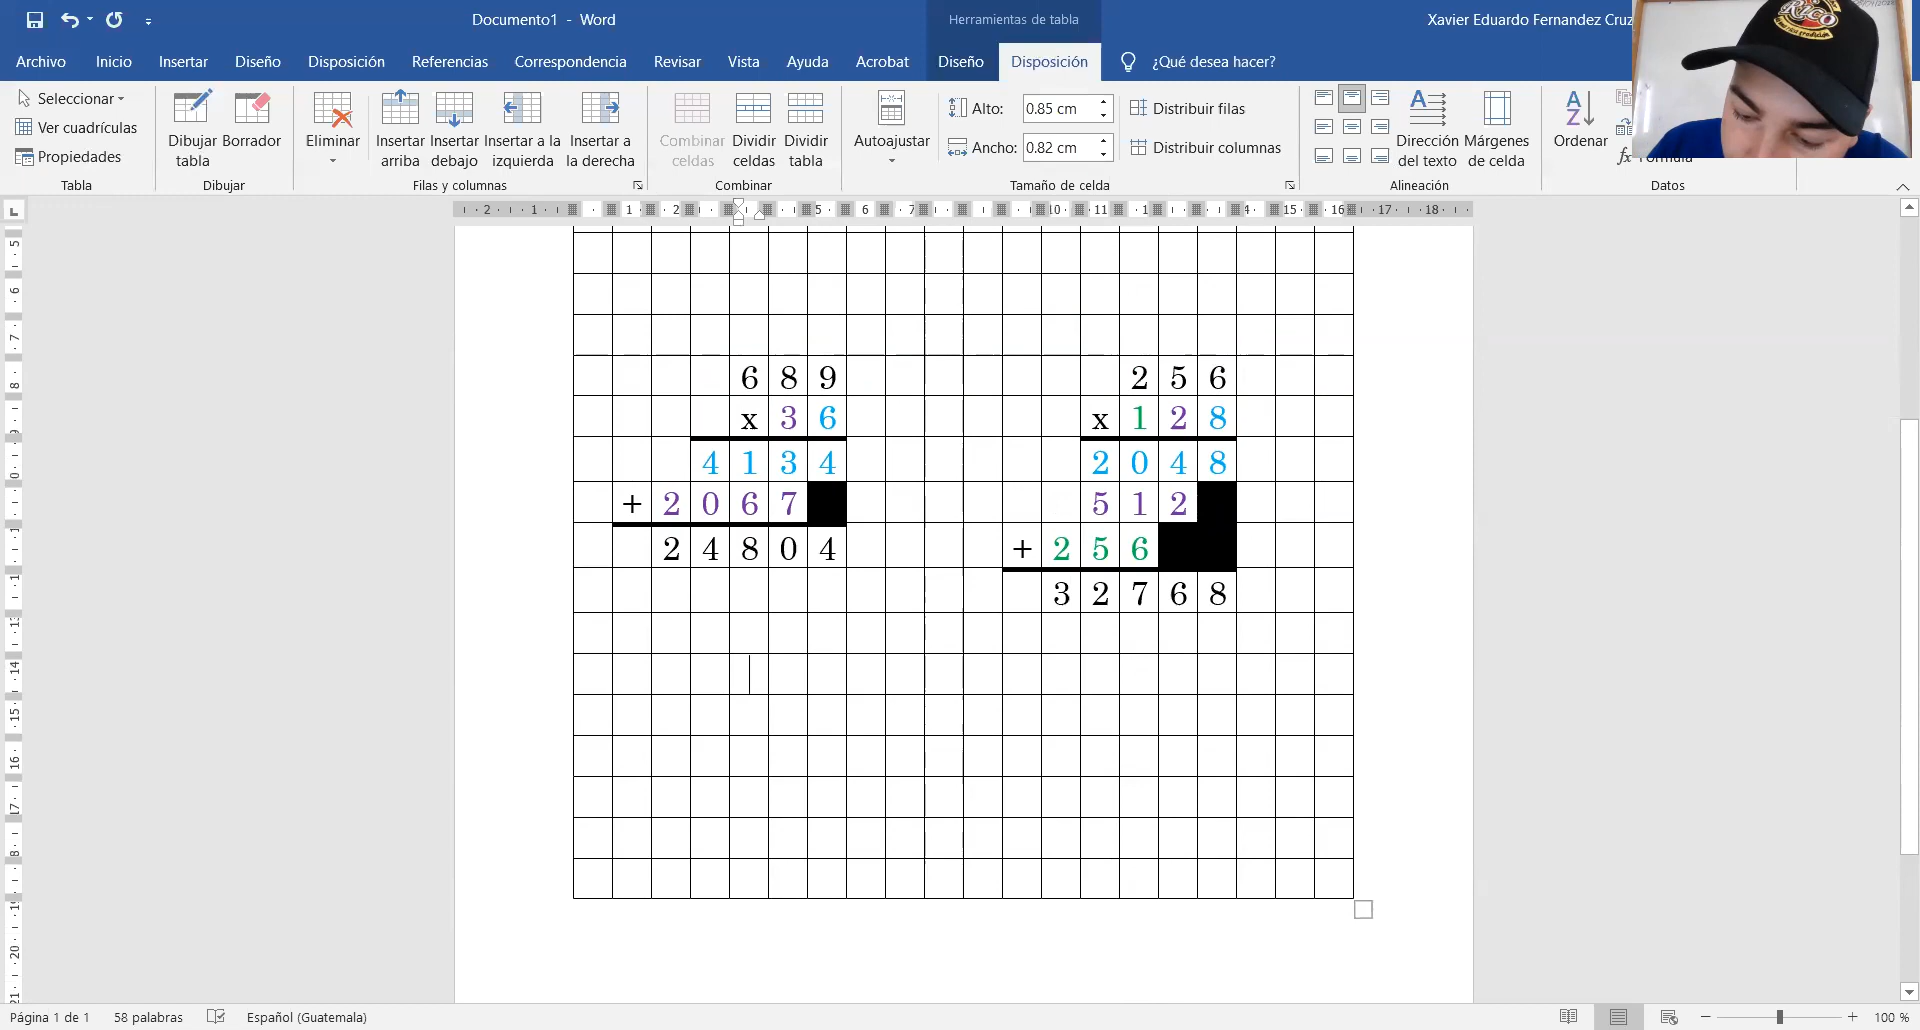 Documento1 - Word
Herramientas de tabla
Xavier Eduardo Fernandez Cruz
Archivo Inicio Insertar Diseño Disposición Referencias Correspondencia Revisar Vista Ayuda Acrobat Diseño Disposición ¿Qué desea hacer?
Seleccionar
Ver cuadrículas
Propiedades
Tabla
Dibujar tabla
Borrador
Dibujar
Eliminar
Insertar arriba
Insertar debajo
Insertar a la izquierda
Insertar a la derecha
Filas y columnas
Combinar celdas
Dividir celdas
Dividir tabla
Combinar
Autoajustar
Alto: 0.85 cm
Ancho: 0.82 cm
Distribuir filas
Distribuir columnas
Tamaño de celda
Dirección del texto
Márgenes de celda
Alineación
Ordenar
Datos
RICO
6 8 9
x 3 6
4 1 3 4
+ 2 0 6 7
2 4 8 0 4
2 5 6
x 1 2 8
2 0 4 8
5 1 2
+ 2 5 6
3 2 7 6 8
Página 1 de 1 58 palabras Español (Guatemala) 100 %